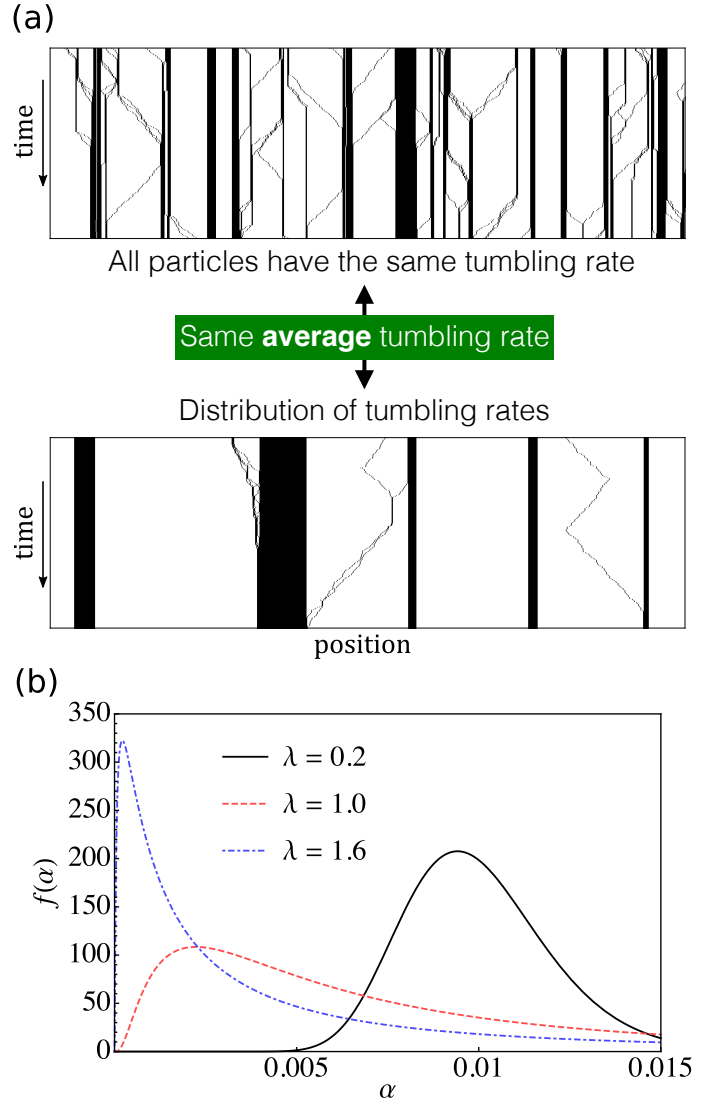 (a)
time
All particles have the same tumbling rate
Same average tumbling rate
Distribution of tumbling rates
time
position
(b)
350
300
250
200
150
100
50
0
f(α)
λ = 0.2
λ = 1.0
λ = 1.6
0.005
0.01
0.015
α